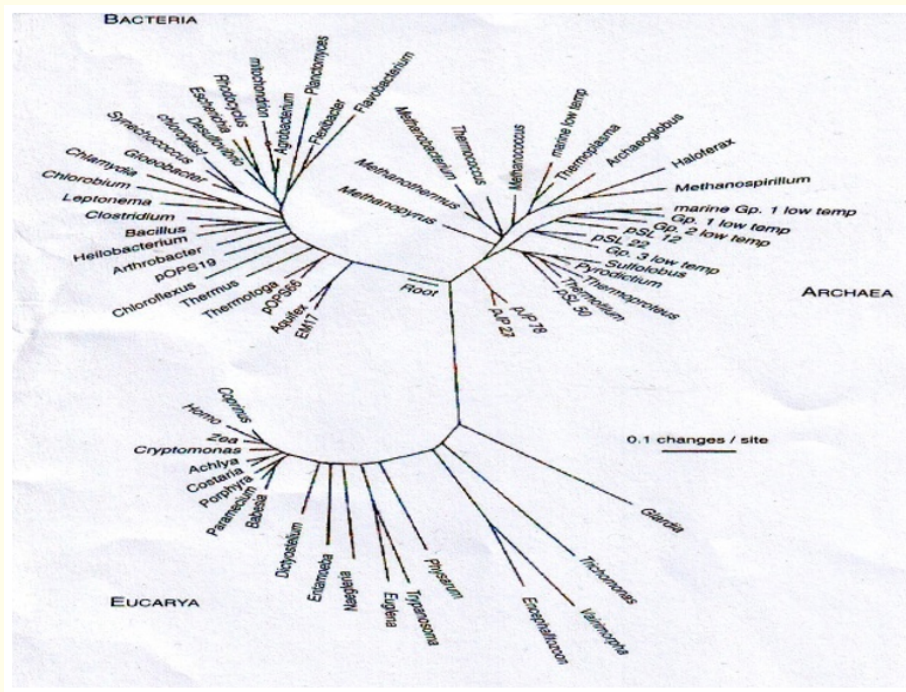 BACTERIA
mitochondrion
Planctomyces
Rhodocyclus
Escherichia
Desulfovibrio
Agrobacterium
Flexibacter
Flavobacterium
chloroplast
Synechococcus
Gloeobacter
Chlamydia
Chlorobium
Leptonema
Clostridium
Bacillus
Heliobacterium
Arthrobacter
pOPS19
Chloroflexus
Thermus
Thermotoga
pOPS66
Aquifex
EM17
Root
Methanobacterium
Thermococcus
Methanococcus
marine low temp
Thermoplasma
Archaeoglobus
Haloferax
Methanothermus
Methanopyrus
Methanospirillum
marine Gp. 1 low temp
Gp. 1 low temp
Gp. 2 low temp
pSL 12
pSL 22
Gp. 3 low temp
Sulfolobus
Pyrodictium
Thermoproteus
Thermofilum
pSL 50
pJP 78
pJP 27
ARCHAEA
Coprinus
Homo
Zea
Cryptomonas
Achlya
Costaria
Porphyra
Paramecium
Babesia
Dictyostelium
Entamoeba
Naegleria
Euglena
Trypanosoma
Physarum
Encephalitozoon
Vairimorpha
Trichomonas
Giardia
0.1 changes / site
EUCARYA